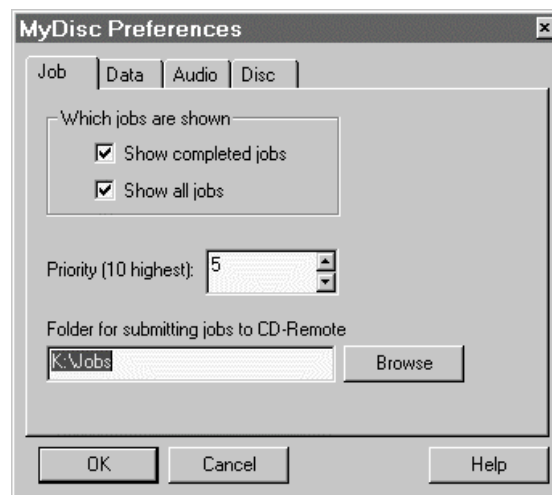 MyDisc Preferences
Job Data Audio Disc
Which jobs are shown
Show completed jobs
Show all jobs
Priority (10 highest): 5
Folder for submitting jobs to CD-Remote
K:\Jobs Browse
OK Cancel Help